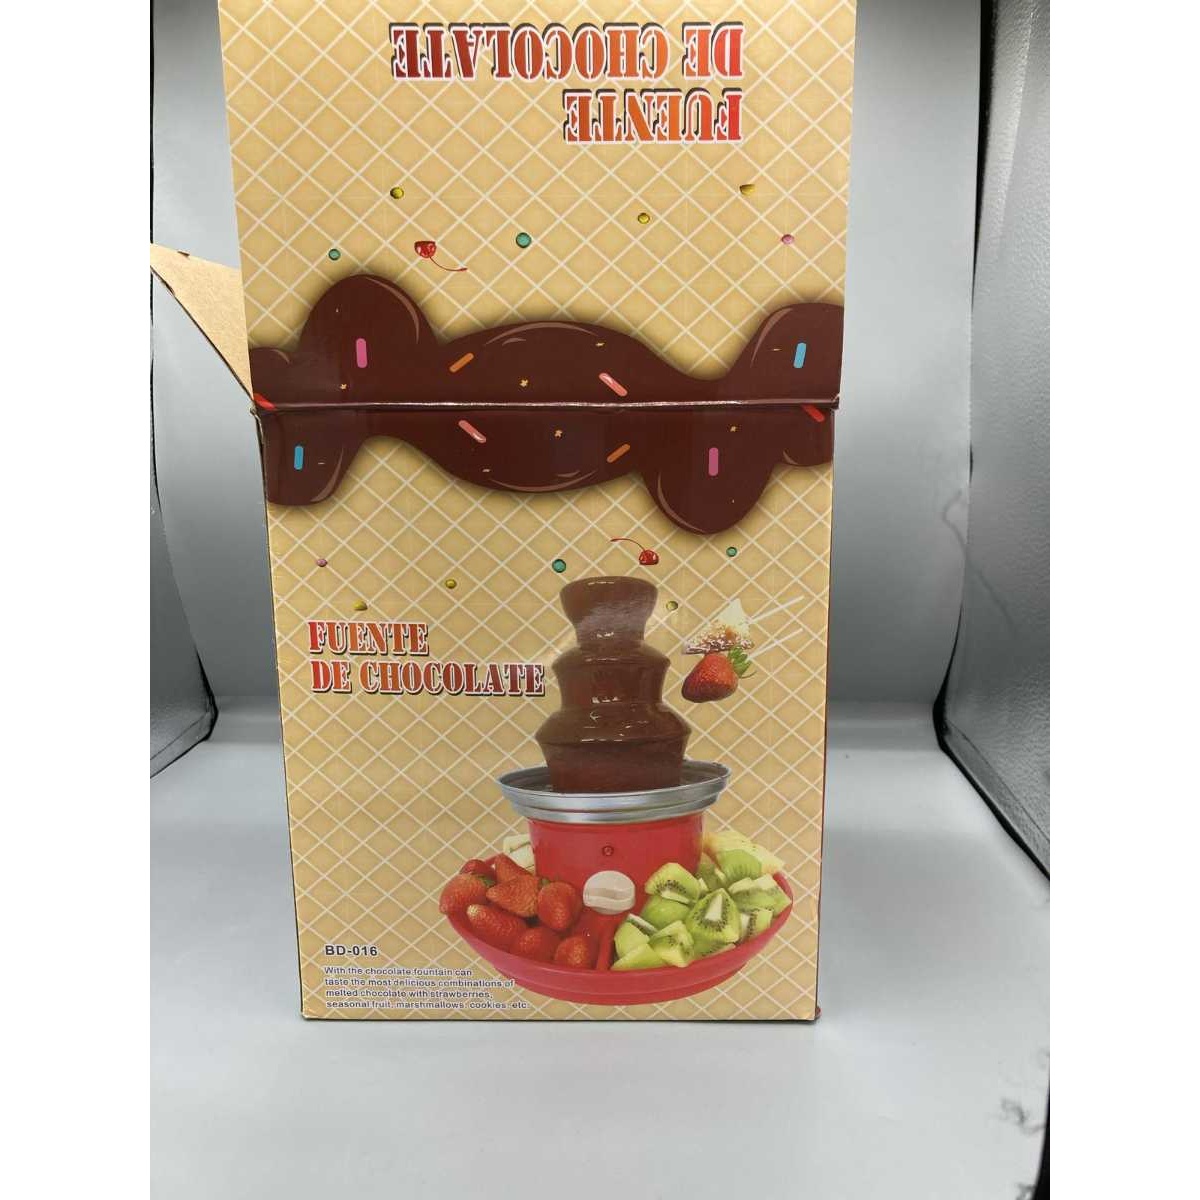 FUENTE
DE CHOCOLATE
FUENTE
DE CHOCOLATE
BD-016
With the chocolate fountain can
taste the most delicious combinations of
melted chocolate with strawberries,
seasonal fruit, marshmallows, cookies, etc.